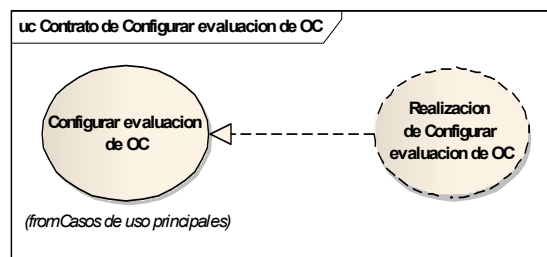 uc Contrato de Configurar evaluacion de OC
Configurar evaluacion
de OC
Realizacion
de Configurar
evaluacion de OC
(fromCasos de uso principales)